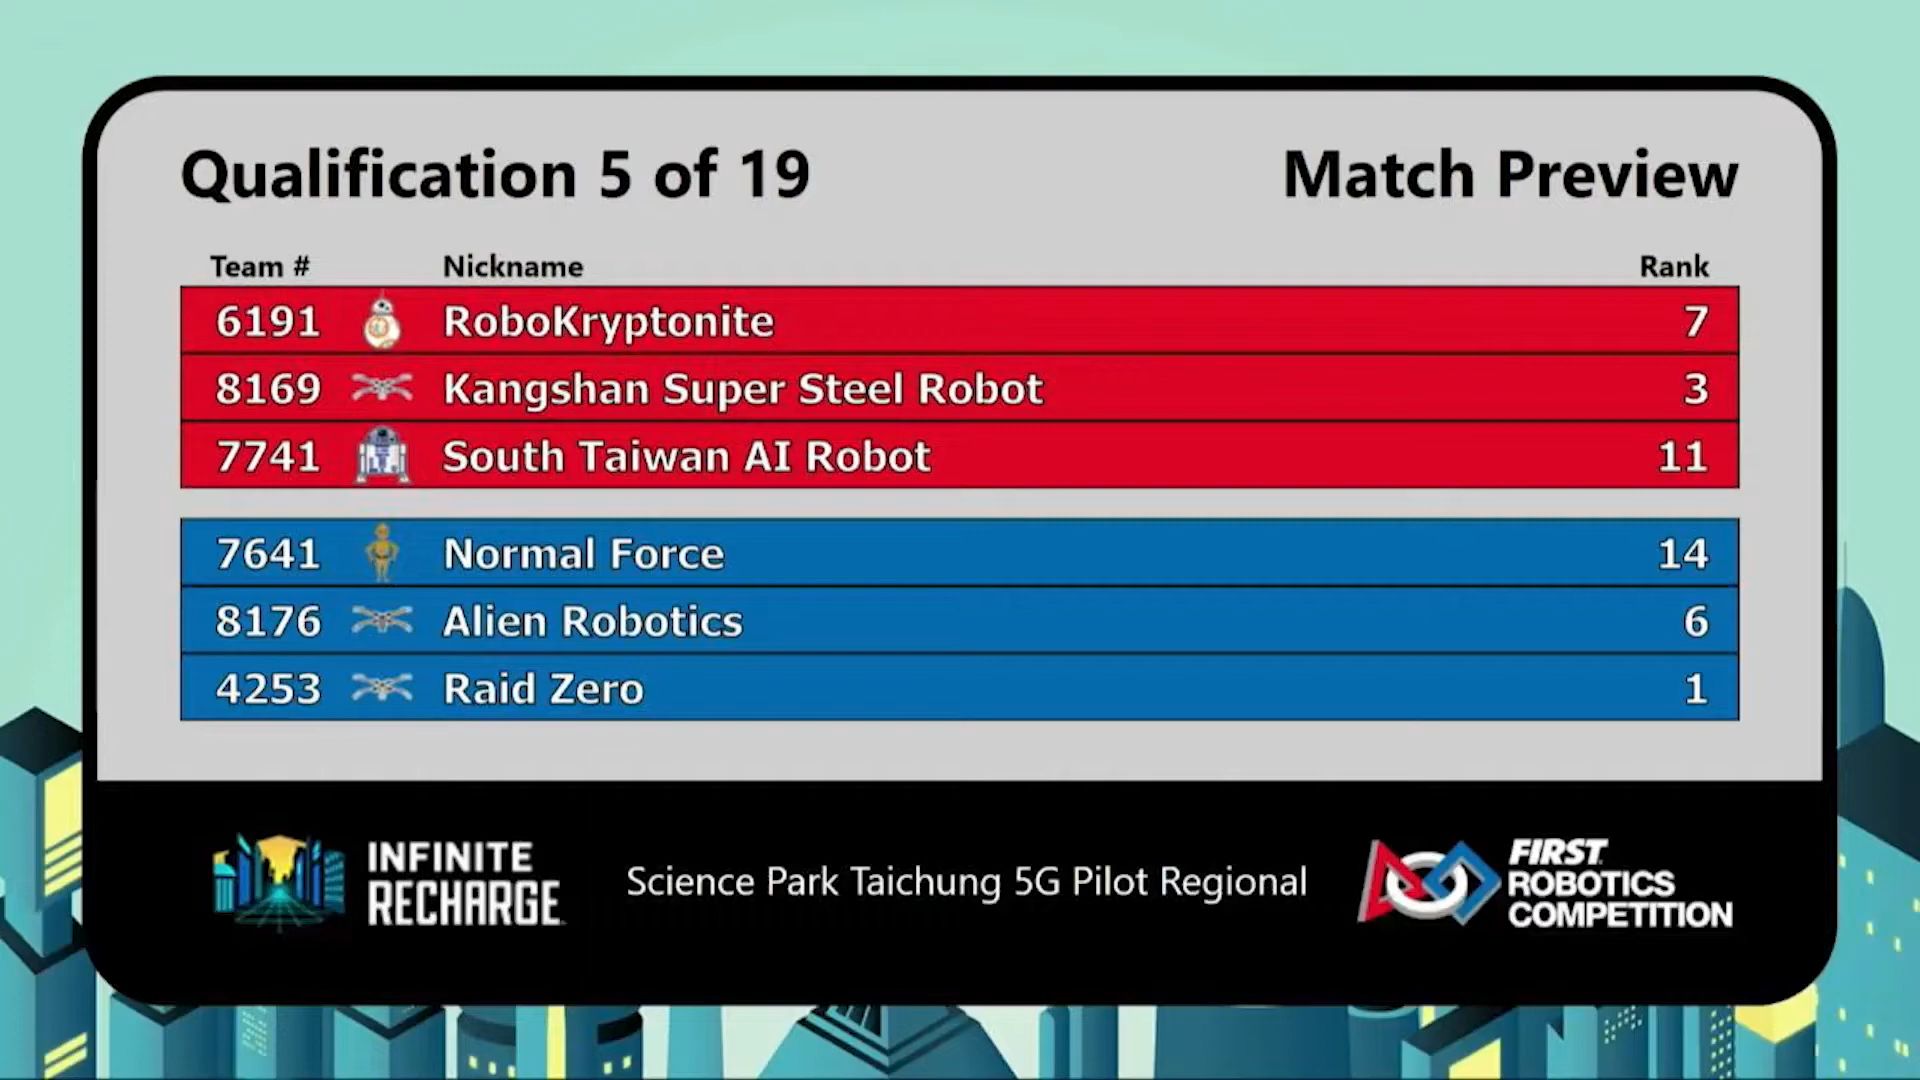 Qualification 5 of 19 Match Preview
Team # Nickname Rank
6191 RoboKryptonite 7
8169 Kangshan Super Steel Robot 3
7741 South Taiwan AI Robot 11
7641 Normal Force 14
8176 Alien Robotics 6
4253 Raid Zero 1
INFINITE
RECHARGE
Science Park Taichung 5G Pilot Regional
FIRST
ROBOTICS
COMPETITION